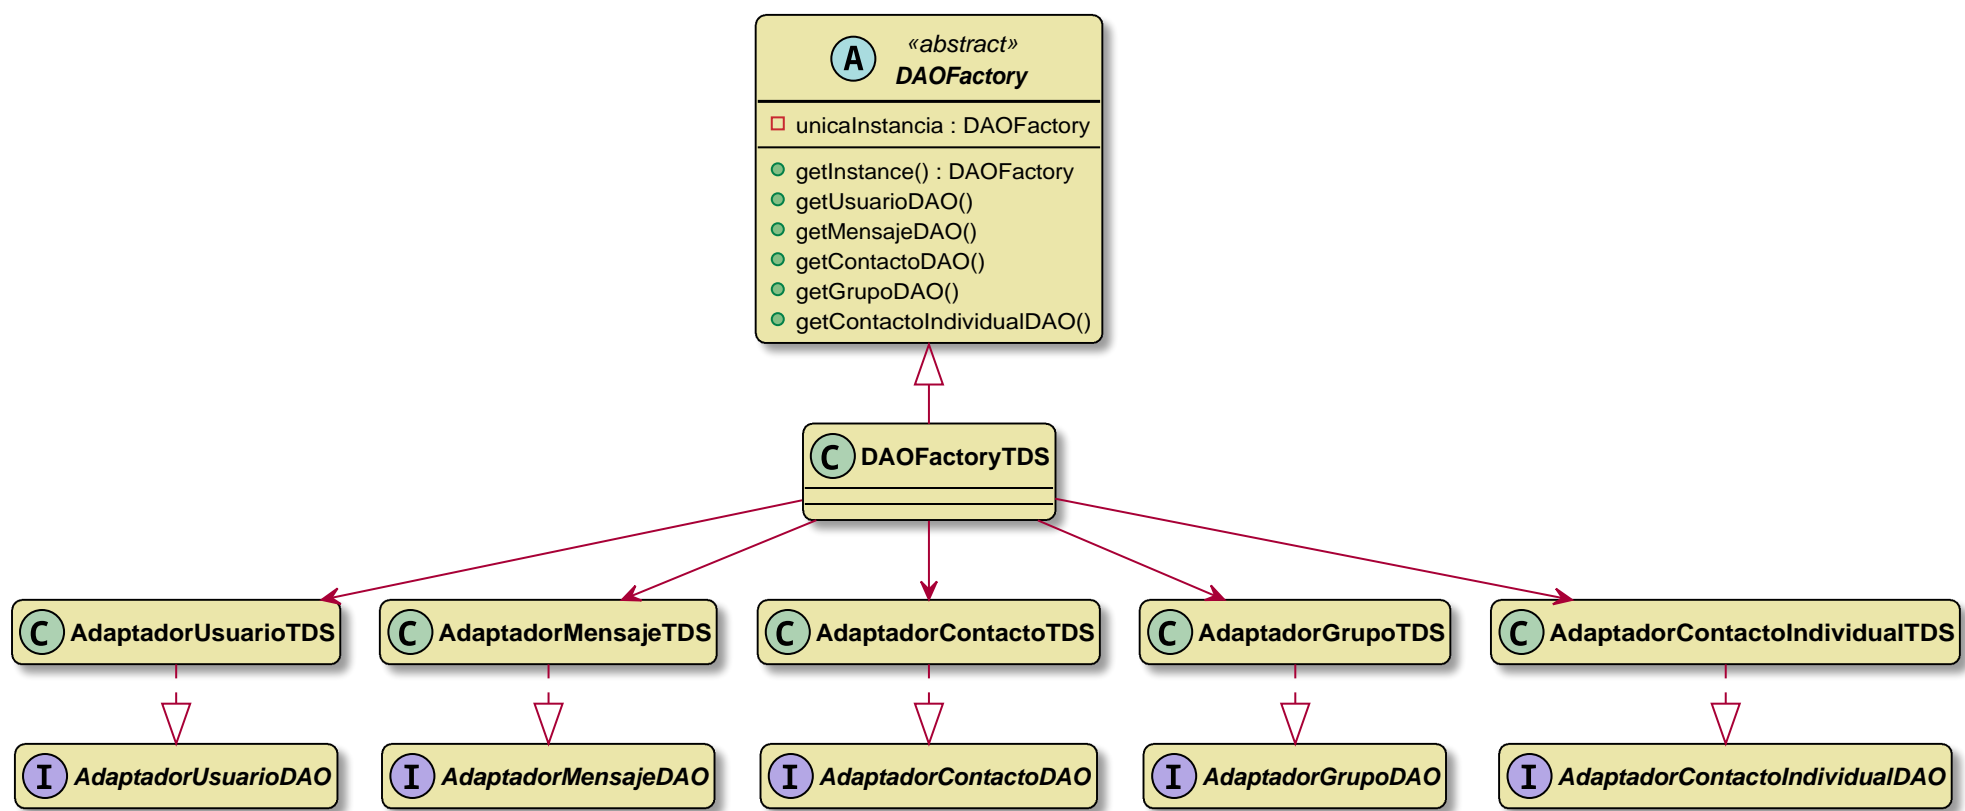 A
«abstract»
DAOFactory
unicaInstancia : DAOFactory
getInstance() : DAOFactory
getUsuarioDAO()
getMensajeDAO()
getContactoDAO()
getGrupoDAO()
getContactoIndividualDAO()
C DAOFactoryTDS
C AdaptadorUsuarioTDS
C AdaptadorMensajeTDS
C AdaptadorContactoTDS
C AdaptadorGrupoTDS
C AdaptadorContactoIndividualTDS
I AdaptadorUsuarioDAO
I AdaptadorMensajeDAO
I AdaptadorContactoDAO
I AdaptadorGrupoDAO
I AdaptadorContactoIndividualDAO